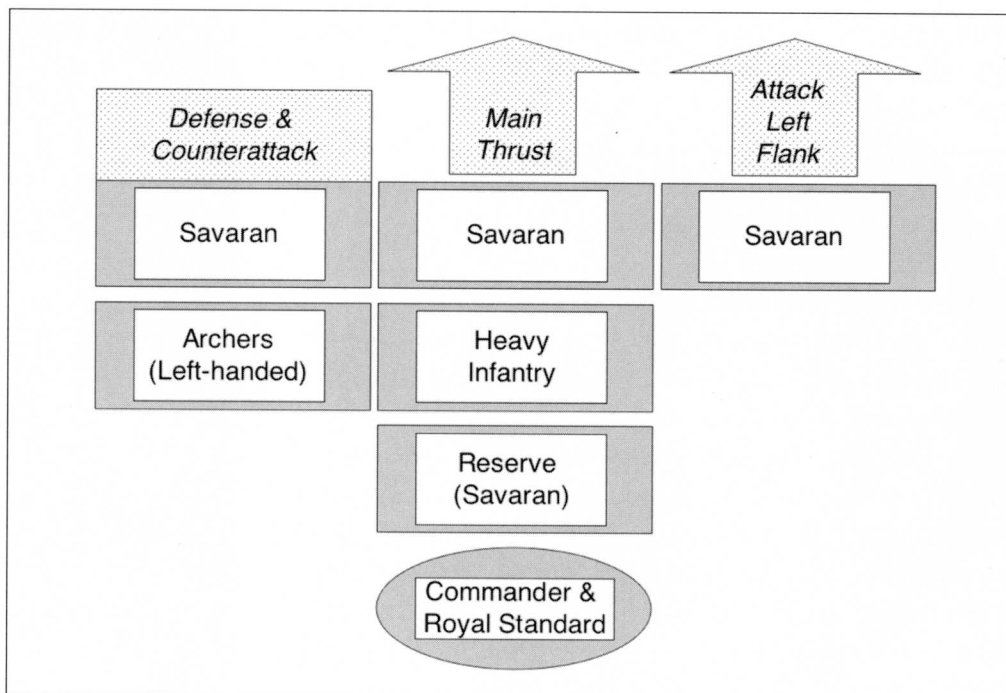 Defense &
Counterattack
Main
Thrust
Attack
Left
Flank
Savaran
Savaran
Savaran
Archers
(Left-handed)
Heavy
Infantry
Reserve
(Savaran)
Commander &
Royal Standard